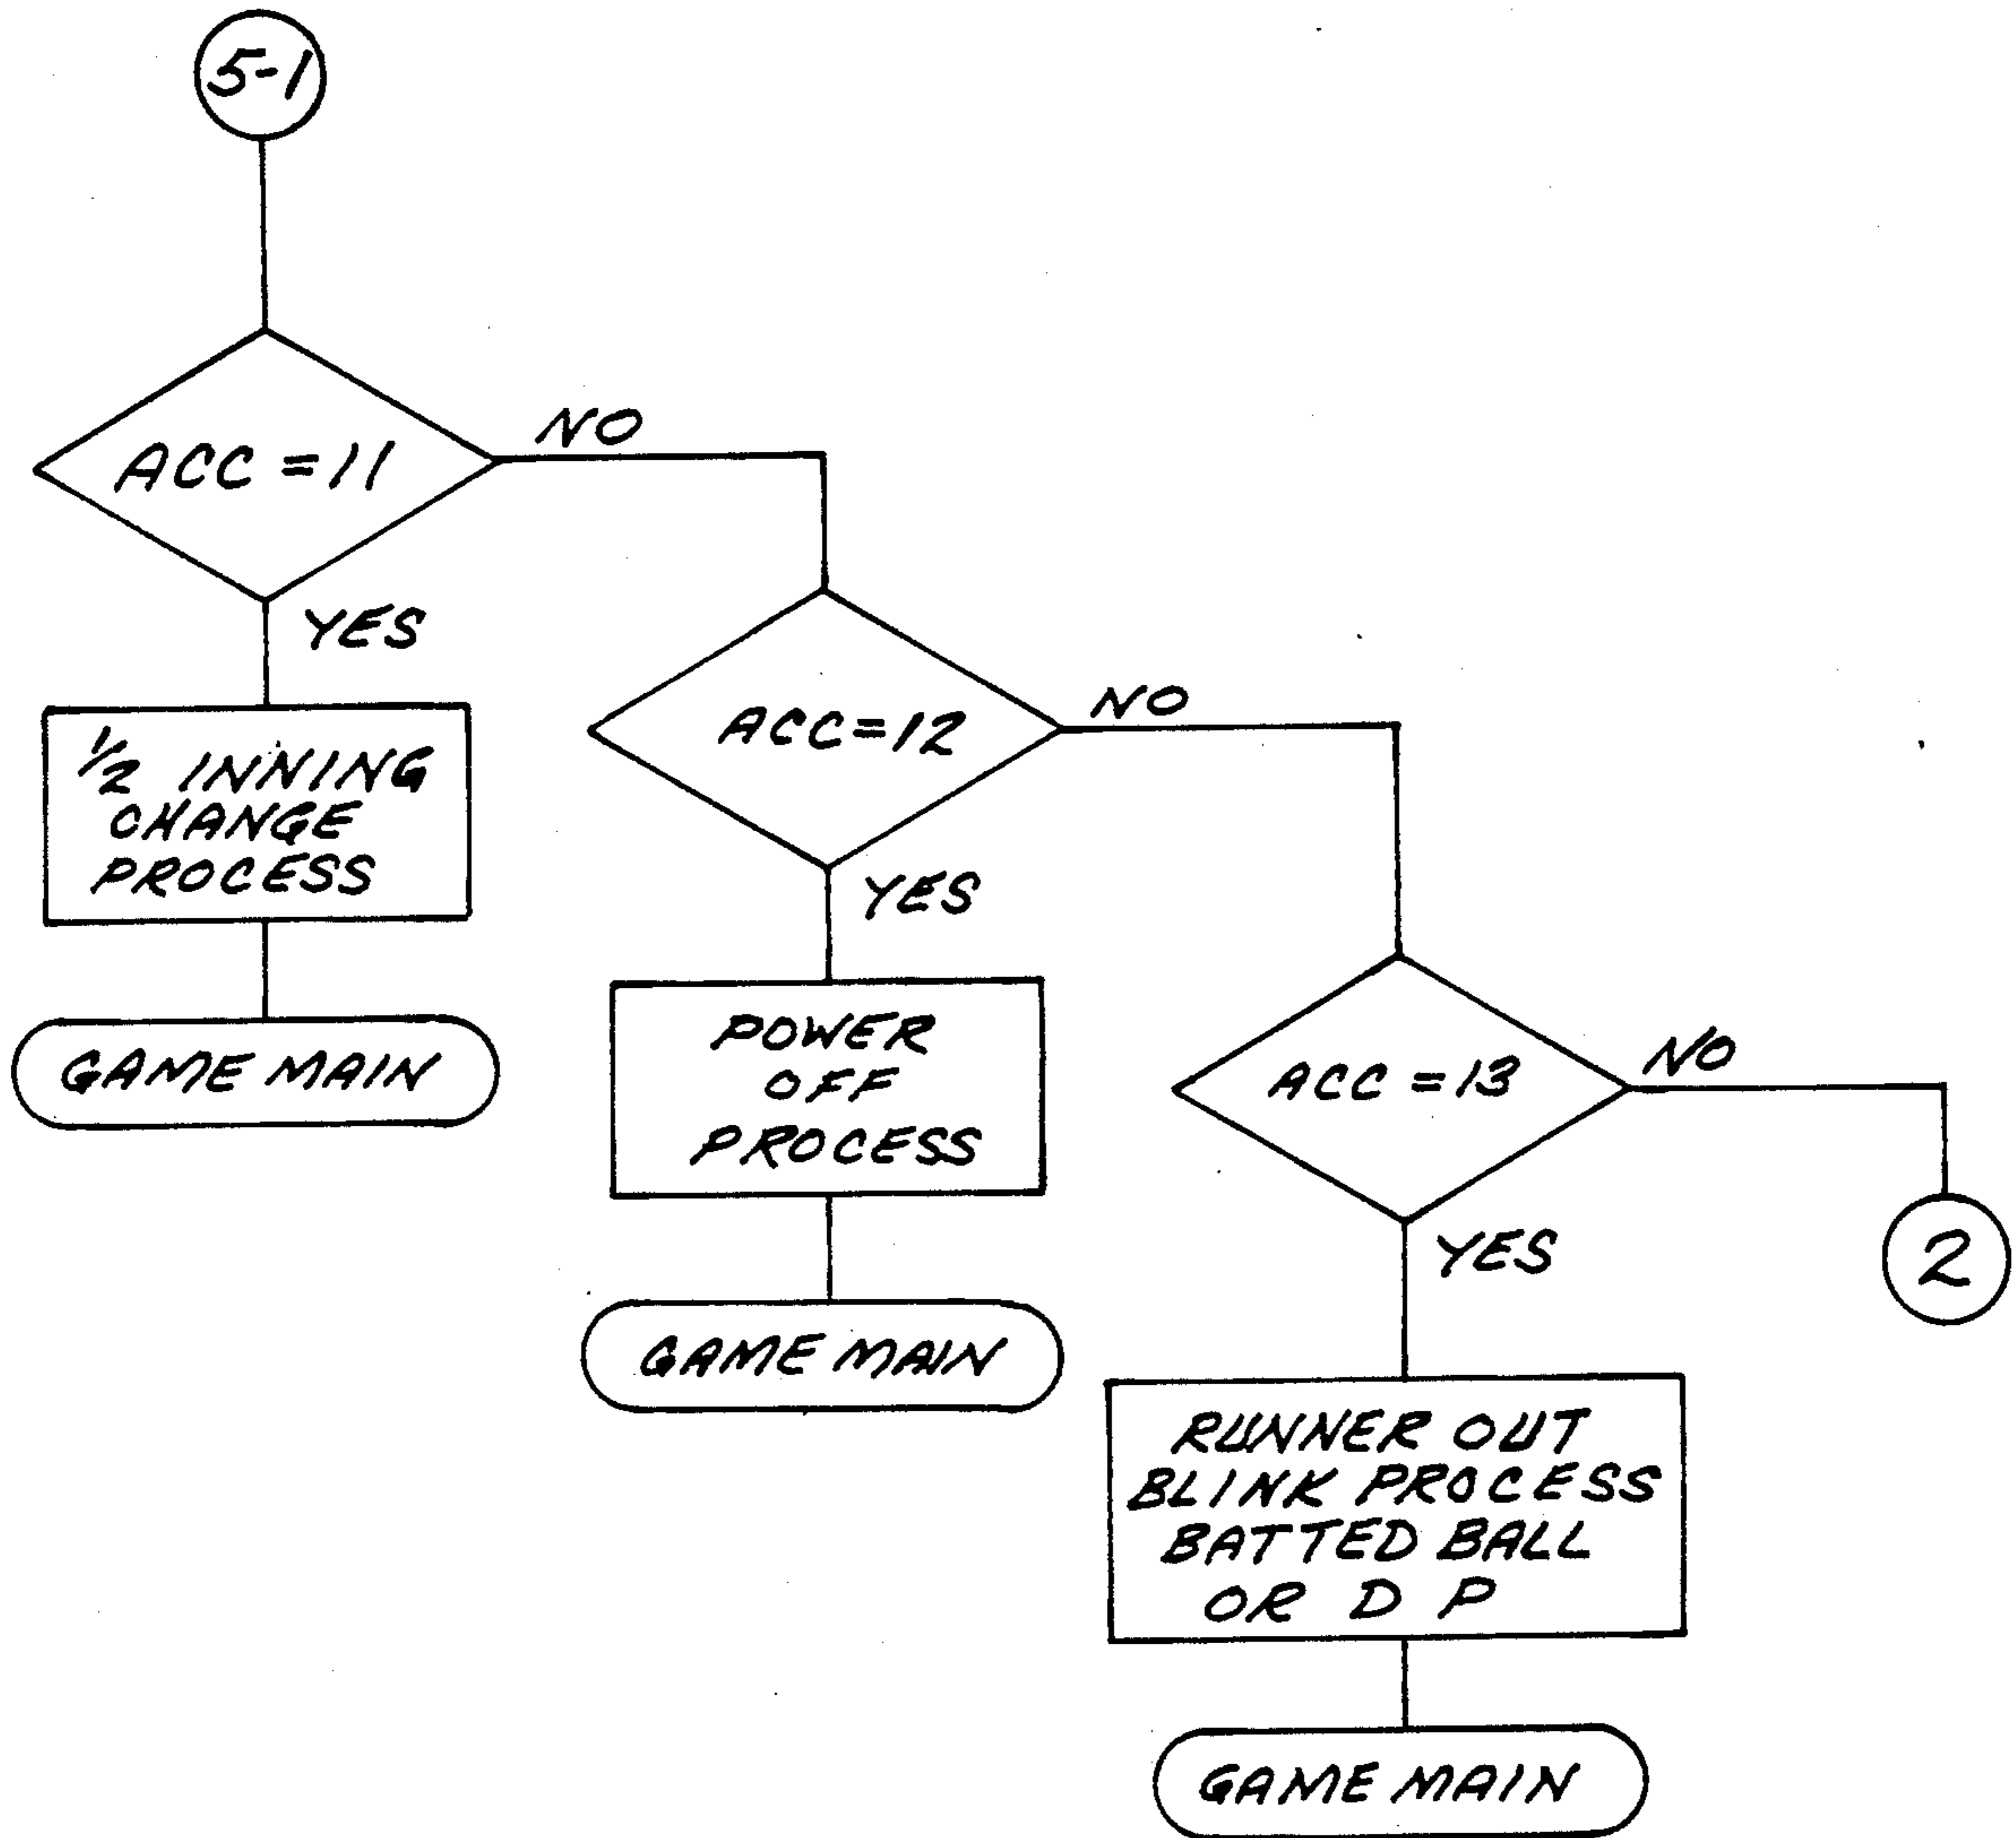 5-1
ACC = 11
NO
YES
1/2 INNING
CHANGE
PROCESS
GAME MAIN
ACC = 12
NO
YES
POWER
OFF
PROCESS
GAME MAIN
ACC = 13
NO
2
YES
RUNNER OUT
BLINK PROCESS
BATTED BALL
OR D P
GAME MAIN